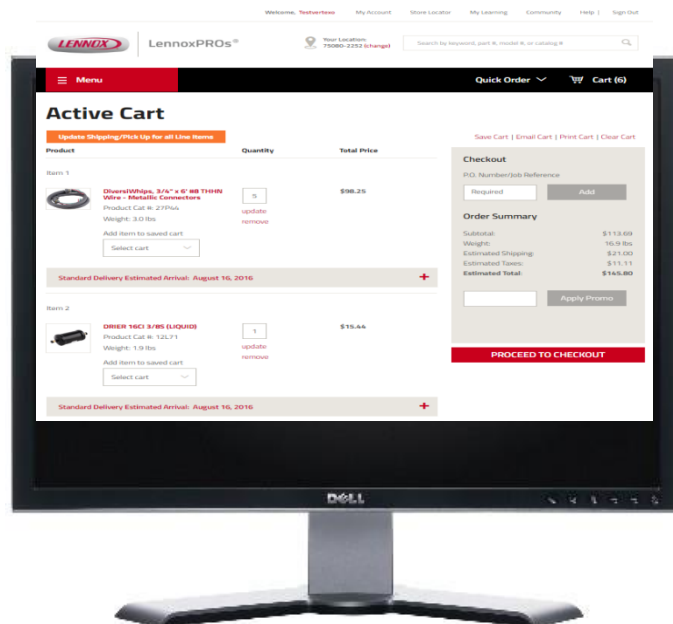 Welcome, Testvertexs My Account Store Locator My Learning Community Help | Sign Out
LENNOX LennoxPROs®
Your Location:
75080-2252 (change)
Search by keyword, part #, model #, or catalog #
Menu Quick Order Cart (6)
Active Cart
Update Shipping/Pick Up for all Line Items
Save Cart | Email Cart | Print Cart | Clear Cart
Product Quantity Total Price
Item 1
DiversiWhips, 3/4" x 6' #8 THHN
Wire - Metallic Connectors
Product Cat #: 27P44
Weight: 3.0 lbs
Add item to saved cart
Select cart
5
update
remove
$98.25
Standard Delivery Estimated Arrival: August 16, 2016 +
Item 2
DRIER 16CI 3/8S (LIQUID)
Product Cat #: 12L71
Weight: 1.9 lbs
Add item to saved cart
Select cart
1
update
remove
$15.44
Standard Delivery Estimated Arrival: August 16, 2016 +
Checkout
P.O. Number/Job Reference
Required Add
Order Summary
Subtotal: $113.69
Weight: 16.9 lbs
Estimated Shipping: $21.00
Estimated Taxes: $11.11
Estimated Total: $145.80
Apply Promo
PROCEED TO CHECKOUT
DELL